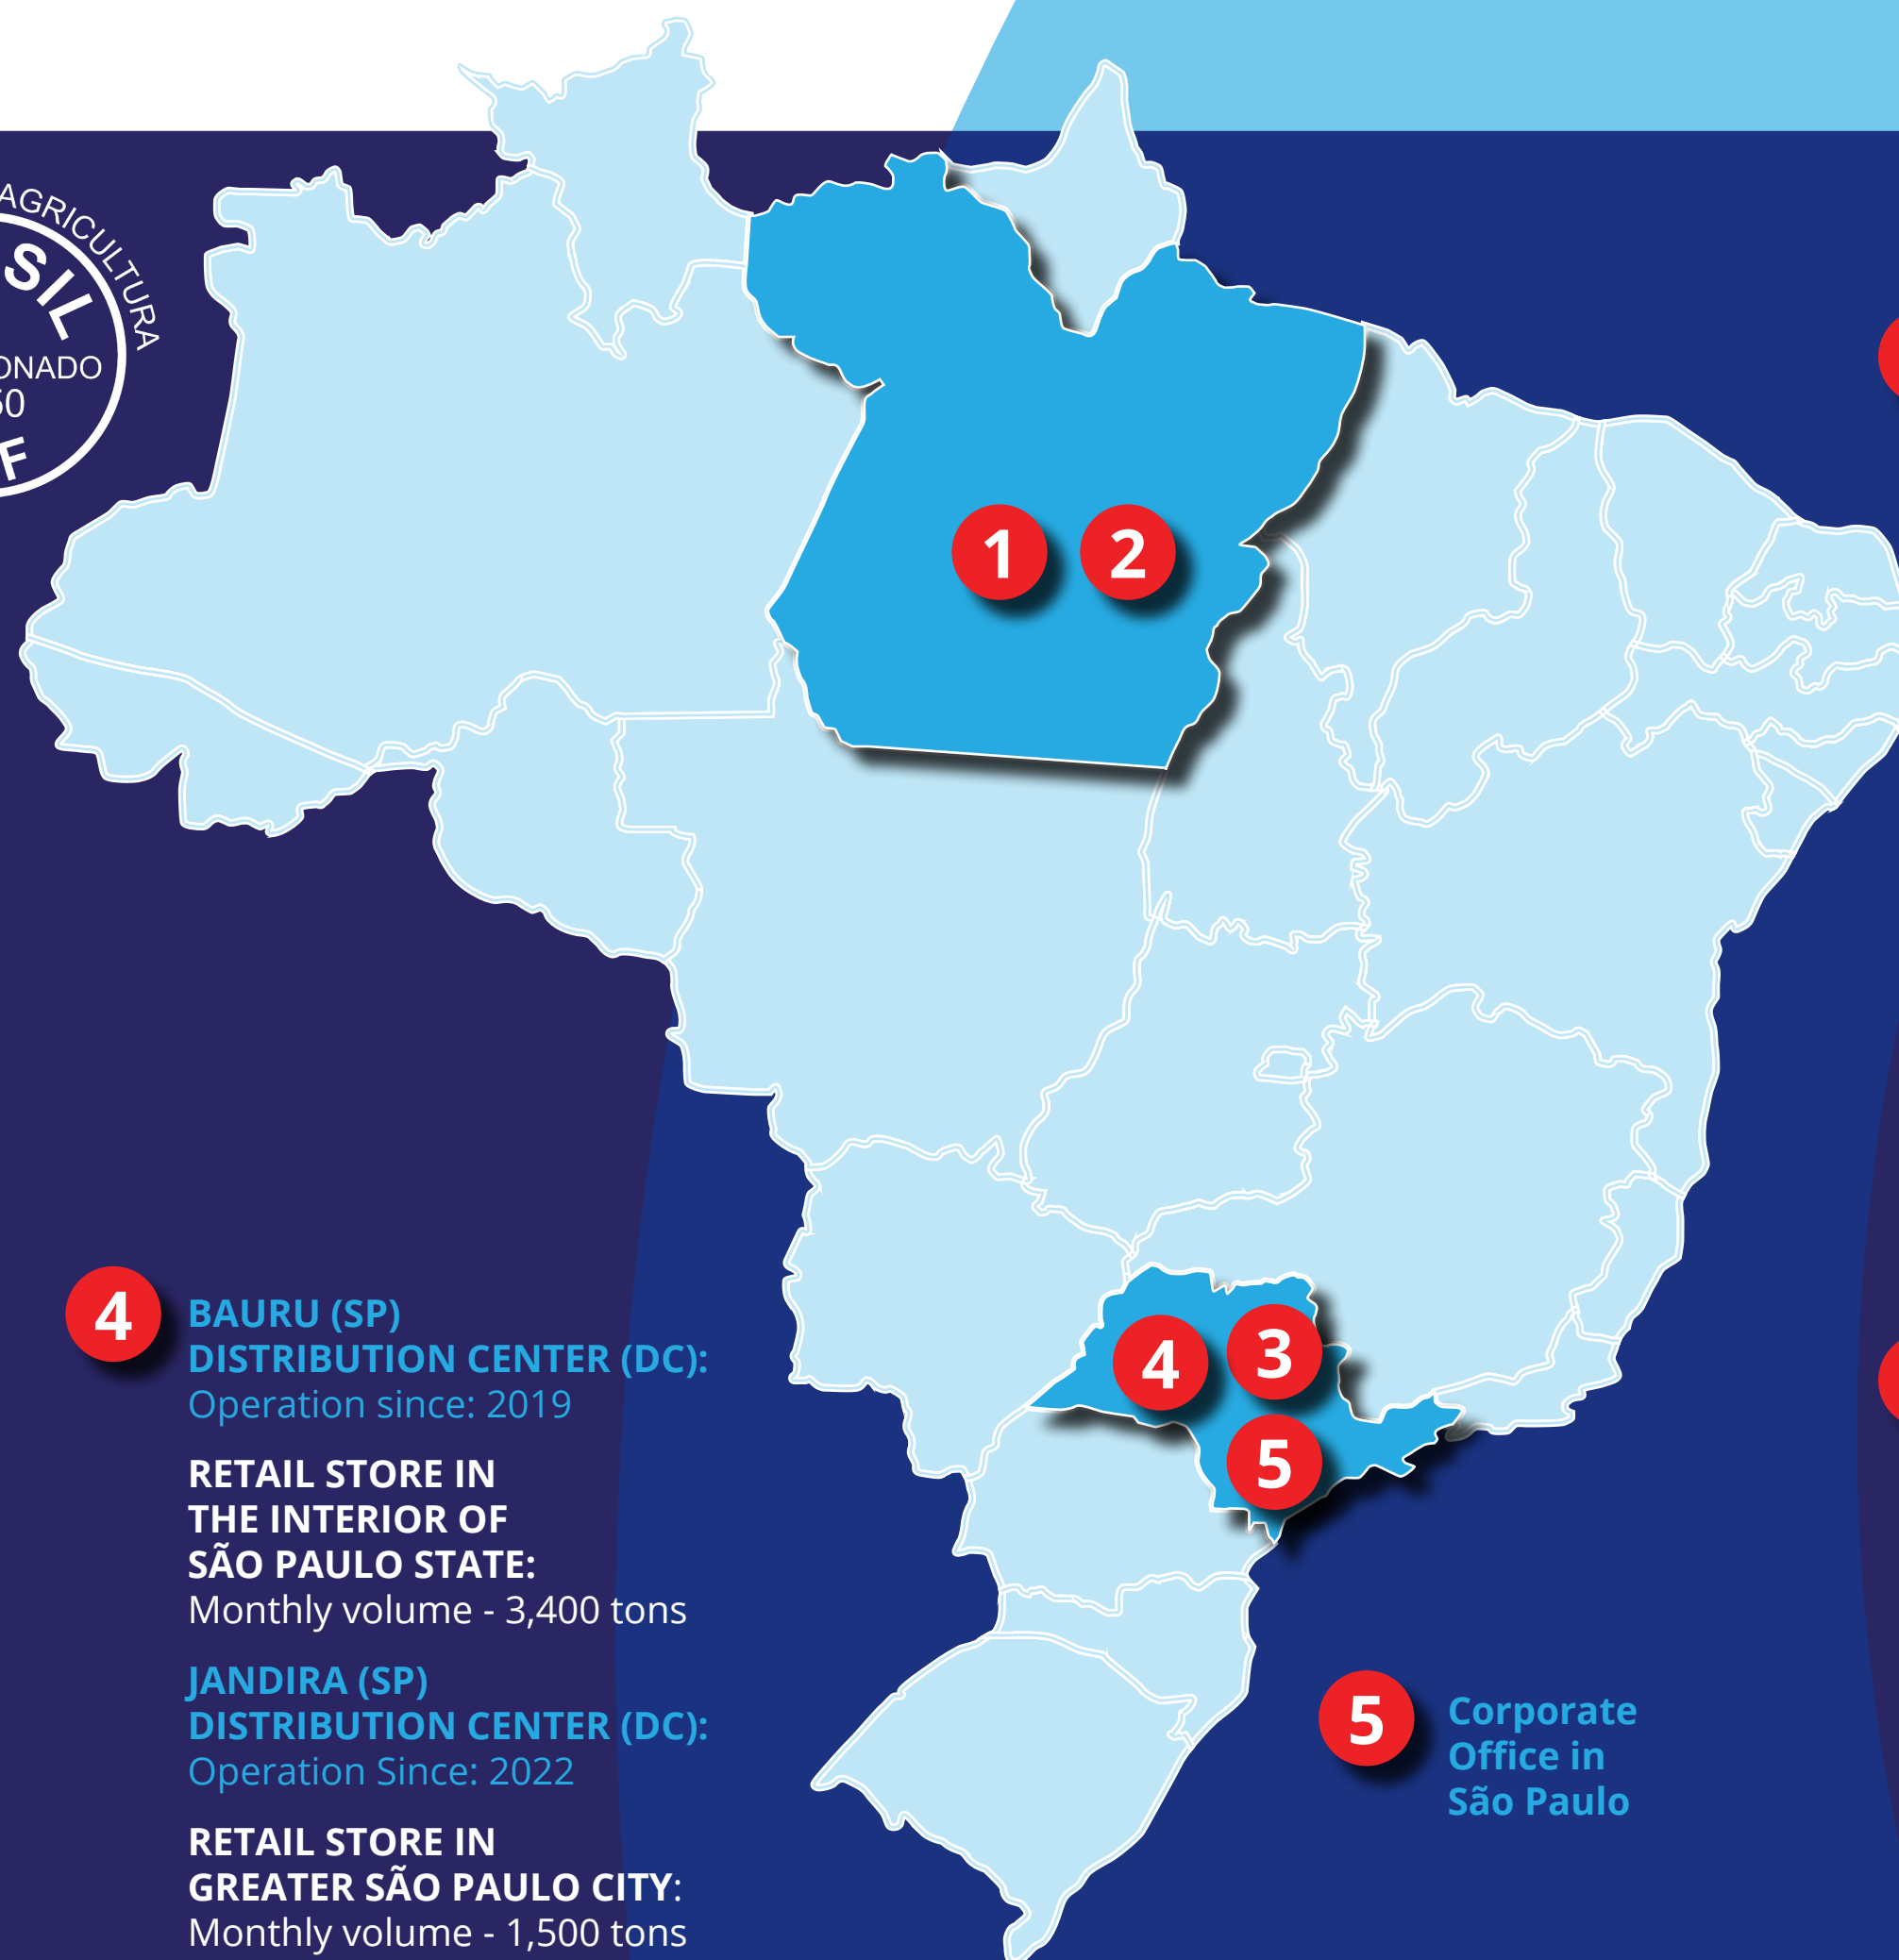 AGRICULTURA
SIL
ONADO
F
1 2
4 3
5
4 BAURU (SP)
DISTRIBUTION CENTER (DC):
Operation since: 2019
RETAIL STORE IN
THE INTERIOR OF
SÃO PAULO STATE:
Monthly volume - 3,400 tons
JANDIRA (SP)
DISTRIBUTION CENTER (DC):
Operation Since: 2022
RETAIL STORE IN
GREATER SÃO PAULO CITY:
Monthly volume - 1,500 tons
5 Corporate
Office in
São Paulo